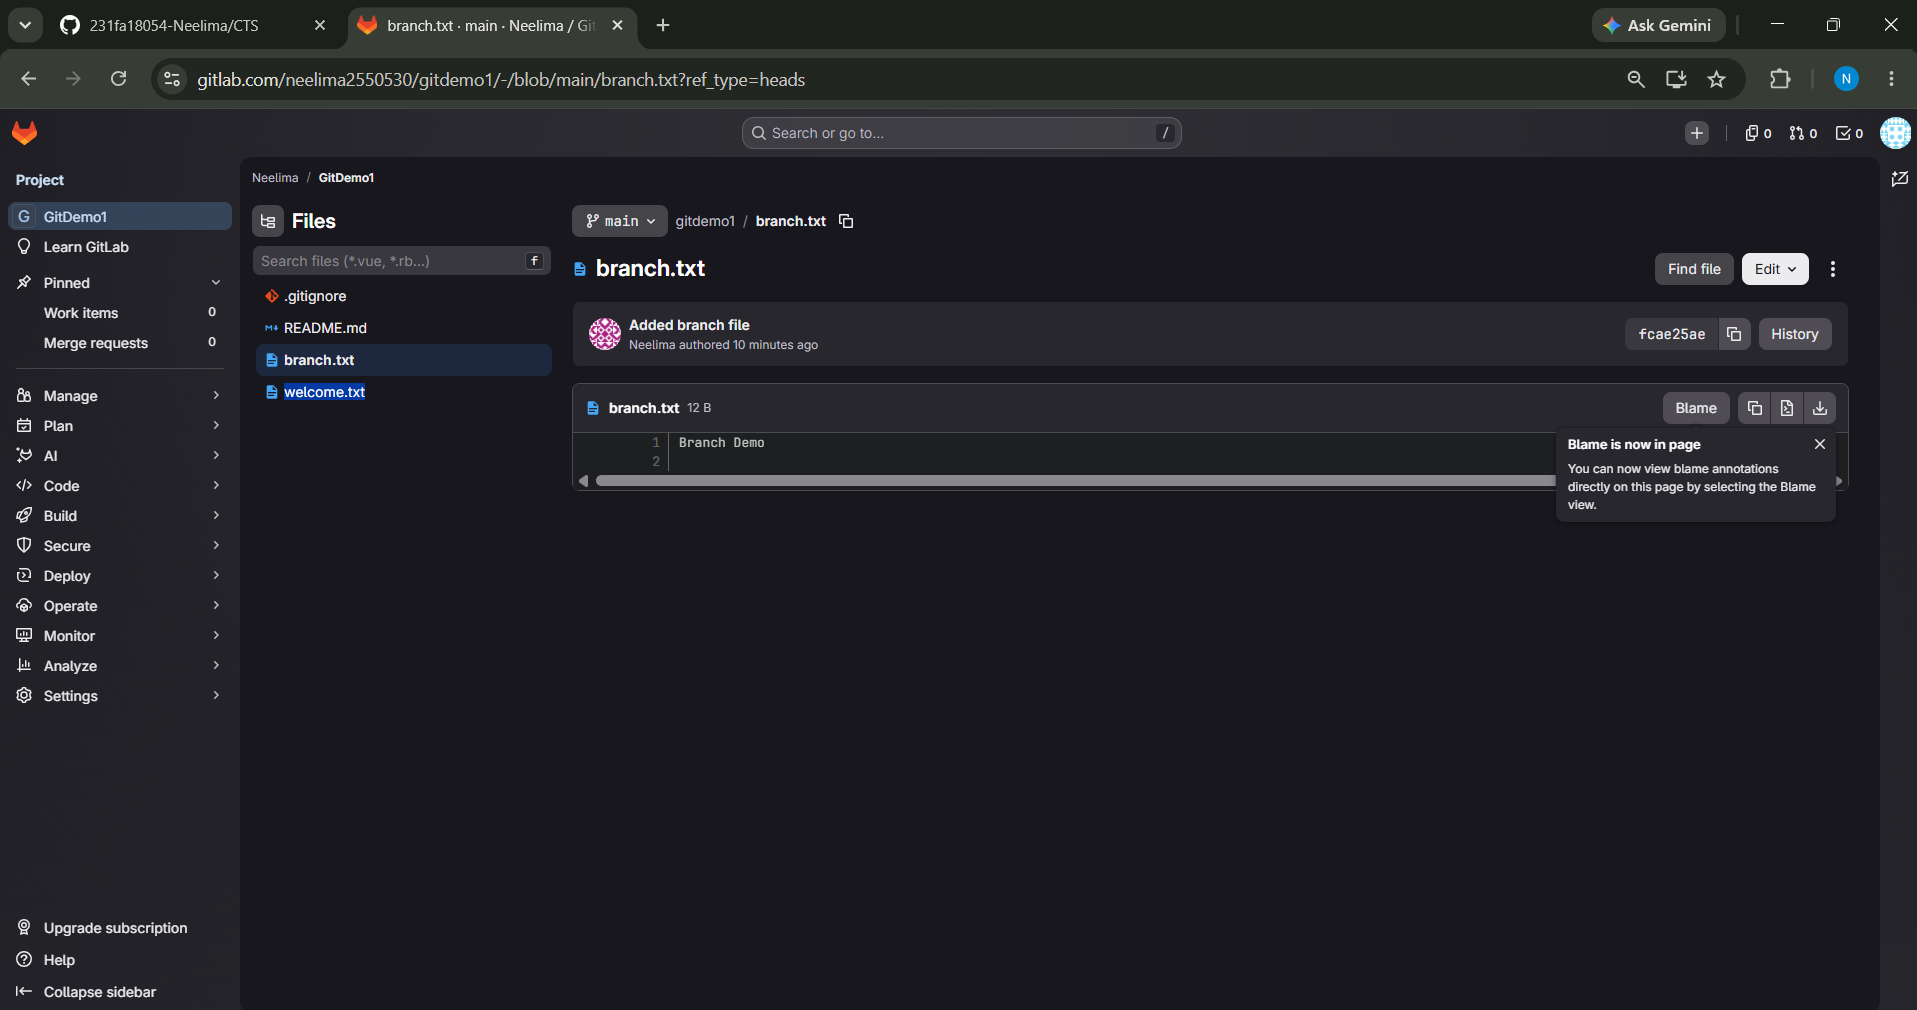 231fa18054-Neelima/CTS
branch.txt · main · Neelima / Git
Ask Gemini
gitlab.com/neelima2550530/gitdemo1/-/blob/main/branch.txt?ref_type=heads
N
Search or go to...
/
0
0
0
Project
G GitDemo1
Learn GitLab
Pinned
Work items 0
Merge requests 0
Manage
Plan
AI
Code
Build
Secure
Deploy
Operate
Monitor
Analyze
Settings
Upgrade subscription
Help
Collapse sidebar
Neelima / GitDemo1
Files
Search files (*.vue, *.rb...) f
.gitignore
M↓ README.md
branch.txt
welcome.txt
main gitdemo1 / branch.txt
branch.txt
Find file
Edit
Added branch file
Neelima authored 10 minutes ago
fcae25ae
History
branch.txt 12 B
Blame
1 Branch Demo
2
Blame is now in page
You can now view blame annotations
directly on this page by selecting the Blame
view.